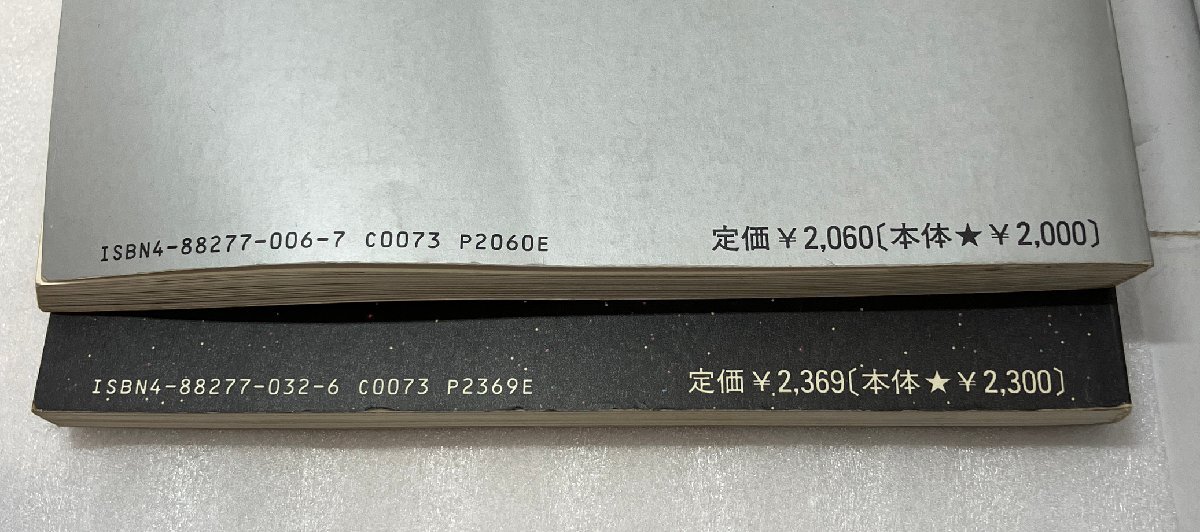 ISBN4-88277-006-7 C0073 P2060E 定価￥2,060〔本体★￥2,000〕
ISBN4-88277-032-6 C0073 P2369E 定価￥2,369〔本体★￥2,300〕